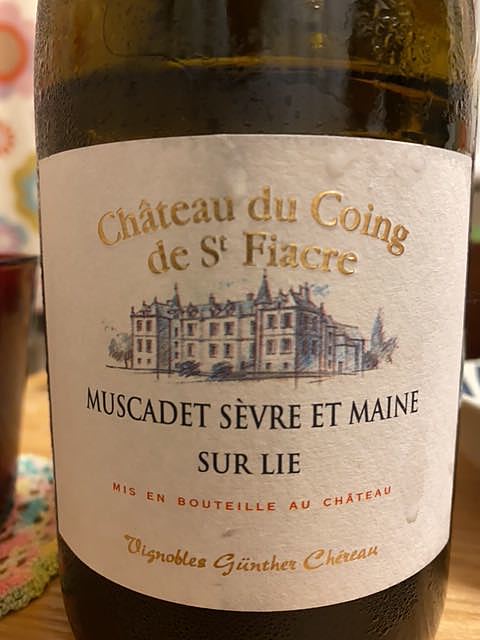 Château du Coing
de St Fiacre
MUSCADET SÈVRE ET MAINE
SUR LIE
MIS EN BOUTEILLE AU CHÂTEAU
Vignobles Günther Chéreau